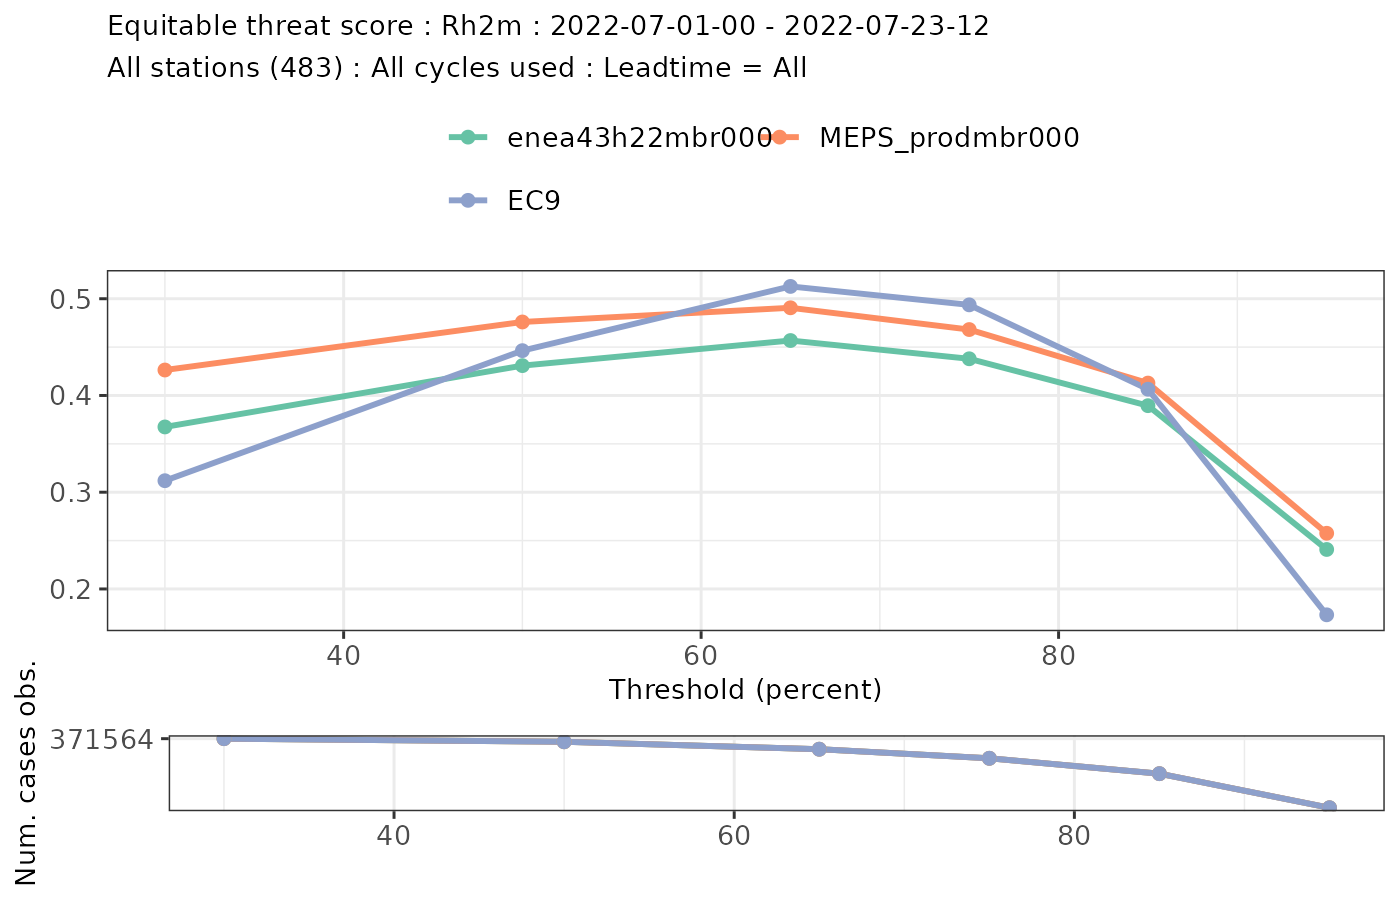 Equitable threat score : Rh2m : 2022-07-01-00 - 2022-07-23-12
All stations (483) : All cycles used : Leadtime = All
enea43h22mbr000 MEPS_prodmbr000
EC9
0.5
0.4
0.3
0.2
40 60 80
Threshold (percent)
Num. cases obs.
371564
40 60 80